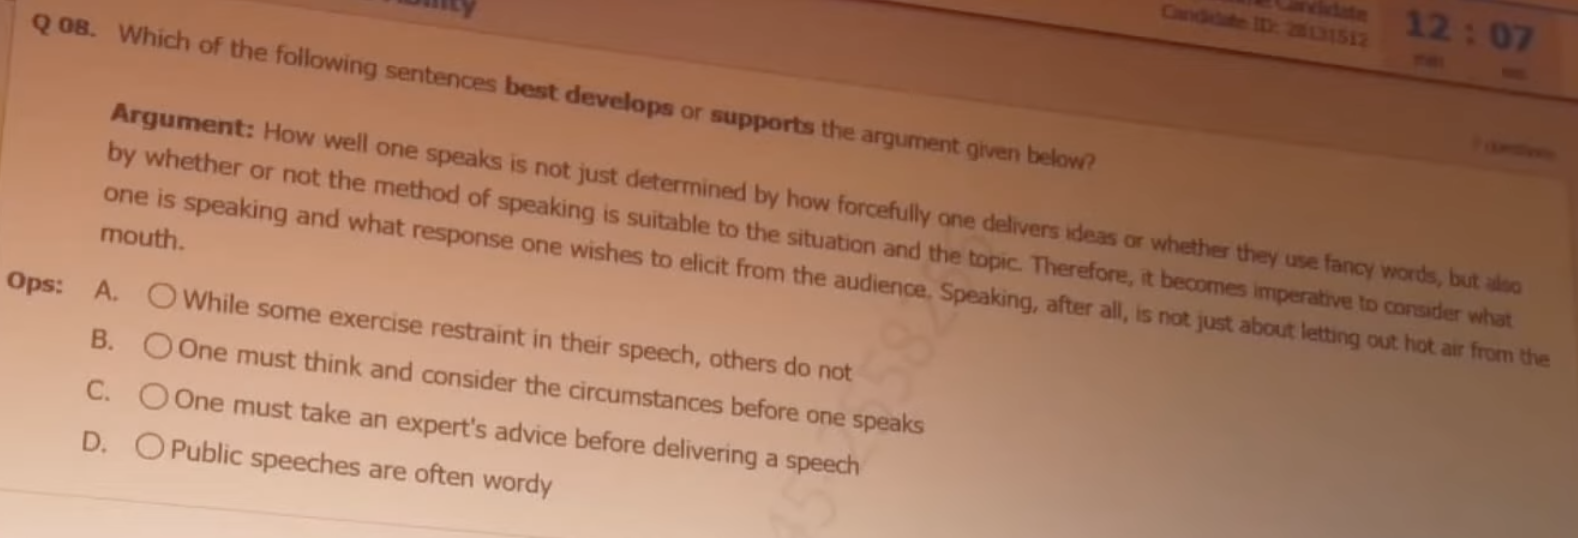 Candidate
Candidate ID: 28131512
12 : 07
Q 08. Which of the following sentences best develops or supports the argument given below?
Argument: How well one speaks is not just determined by how forcefully one delivers ideas or whether they use fancy words, but also
by whether or not the method of speaking is suitable to the situation and the topic. Therefore, it becomes imperative to consider what
one is speaking and what response one wishes to elicit from the audience. Speaking, after all, is not just about letting out hot air from the
mouth.
Ops: A. While some exercise restraint in their speech, others do not
B. One must think and consider the circumstances before one speaks
C. One must take an expert's advice before delivering a speech
D. Public speeches are often wordy